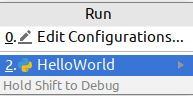 Run
0. Edit Configurations...
2. HelloWorld
Hold Shift to Debug